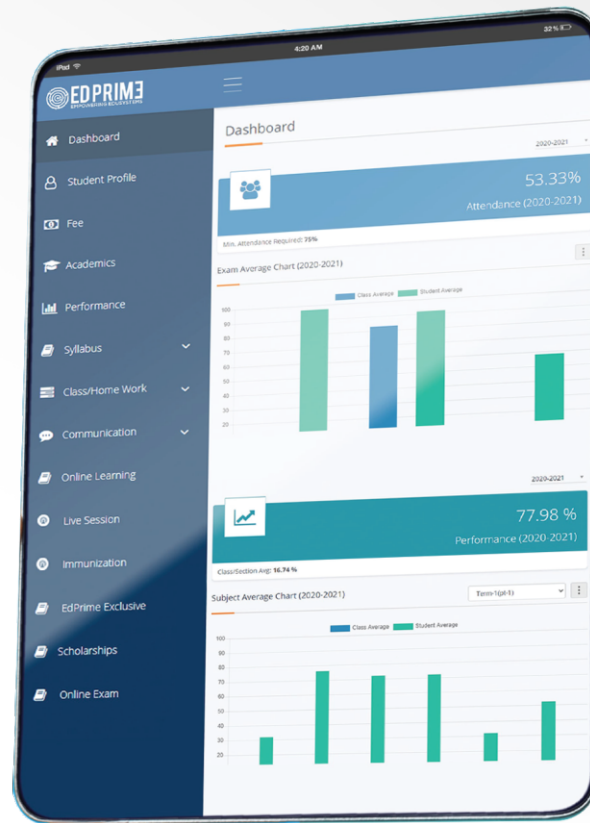 iPad
4:20 AM
32%
EDPRIM3
EMPOWERING EDUSYSTEMS
Dashboard
Student Profile
Fee
Academics
Performance
Syllabus
Class/Home Work
Communication
Online Learning
Live Session
Immunization
EdPrime Exclusive
Scholarships
Online Exam
Dashboard
2020-2021
53.33%
Attendance (2020-2021)
Min. Attendance Required: 75%
Exam Average Chart (2020-2021)
Class Average Student Average
100
90
80
70
60
50
40
30
20
2020-2021
77.98 %
Performance (2020-2021)
Class/Section Avg: 16.74 %
Subject Average Chart (2020-2021)
Class Average Student Average
100
90
80
70
60
50
40
30
20